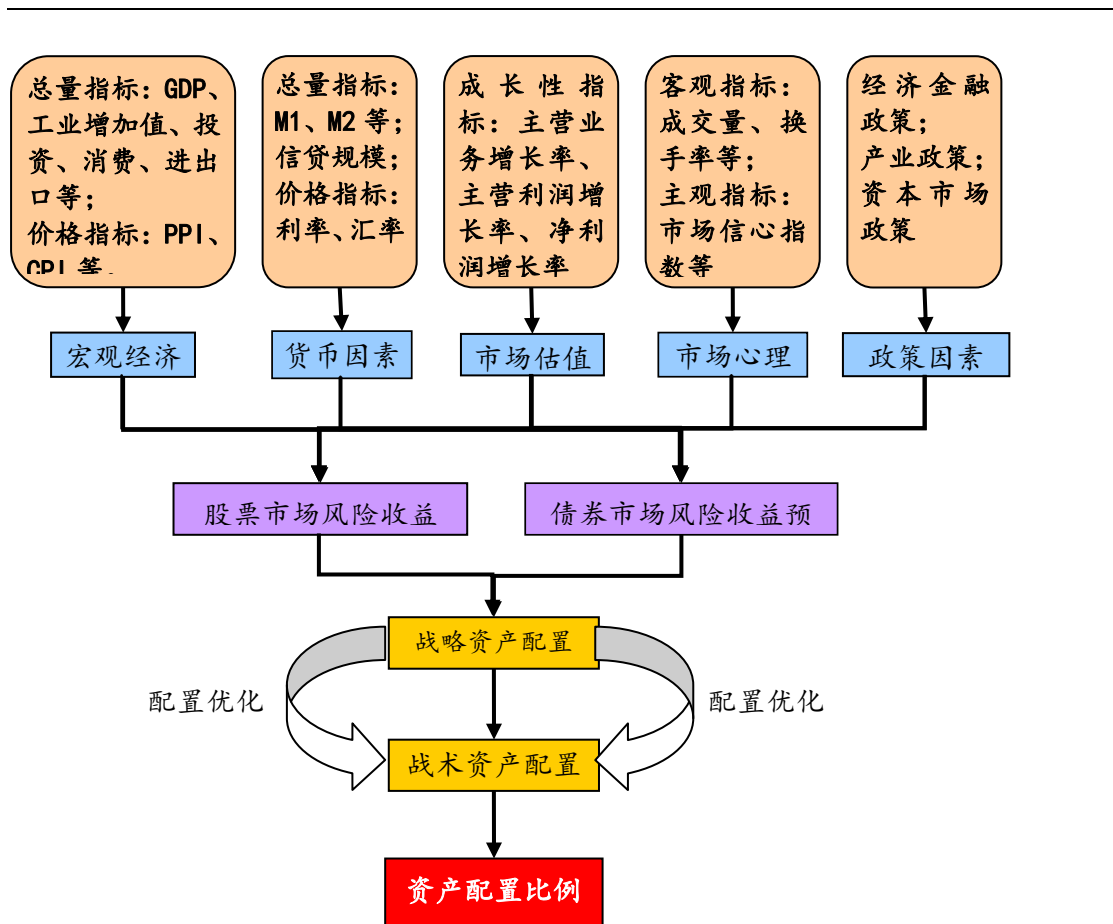 总量指标：GDP、
工业增加值、投
资、消费、进出
口等；
价格指标：PPI、
CPI 等.
总量指标：
M1、M2 等；
信贷规模；
价格指标：
利率、汇率
成长性指
标：主营业
务增长率、
主营利润增
长率、净利
润增长率
客观指标：
成交量、换
手率等；
主观指标：
市场信心指
数等
经济金融
政策；
产业政策；
资本市场
政策
宏观经济
货币因素
市场估值
市场心理
政策因素
股票市场风险收益
债券市场风险收益预
战略资产配置
配置优化
配置优化
战术资产配置
资产配置比例